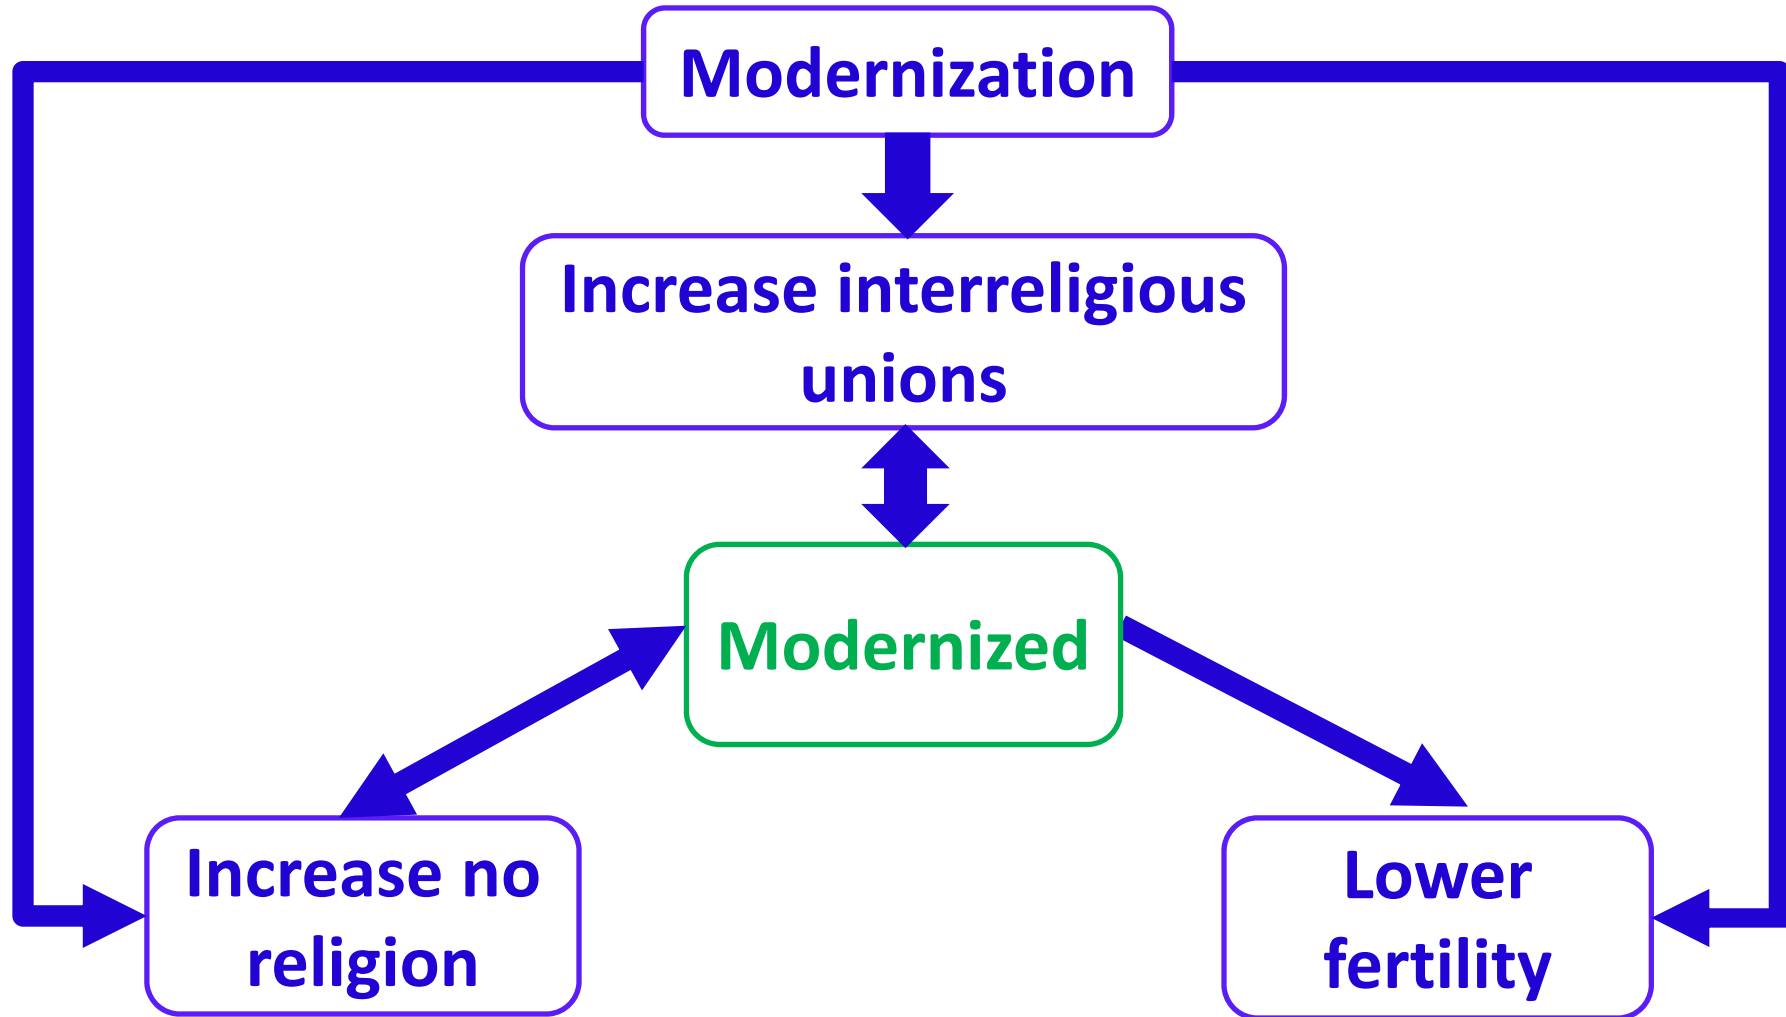 Modernization
Increase interreligious
unions
Modernized
Increase no
religion
Lower
fertility